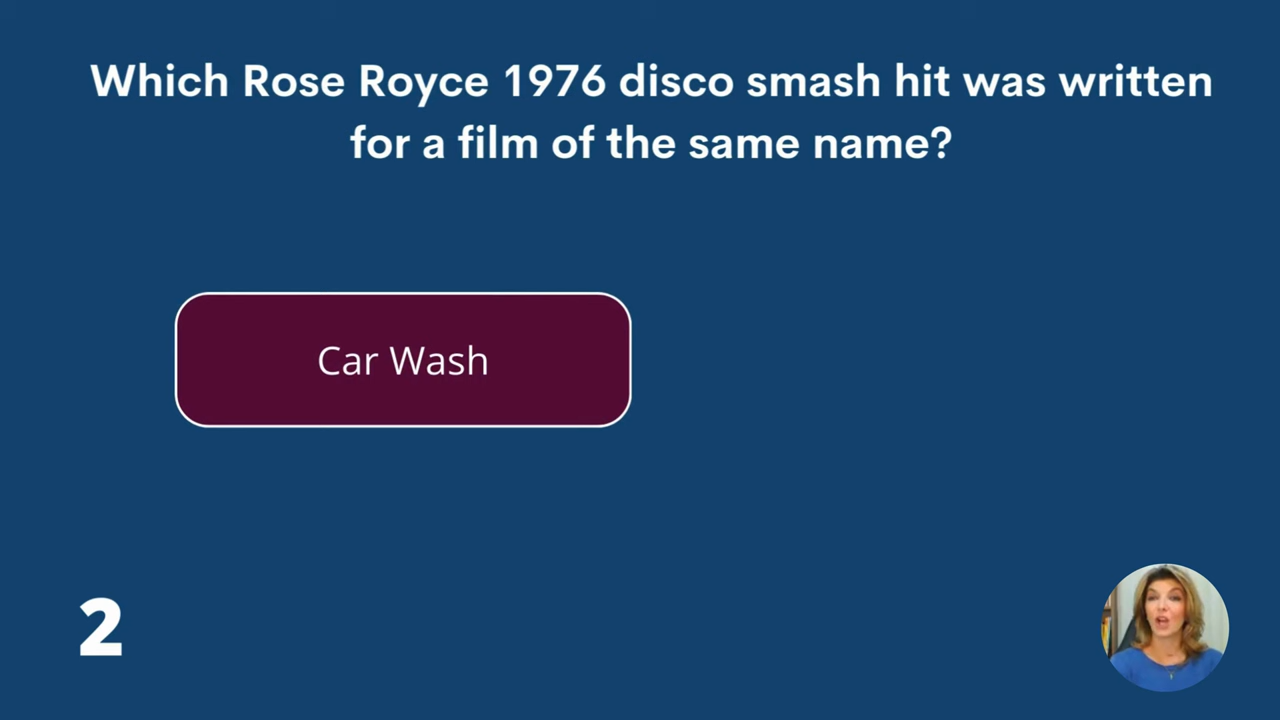 Which Rose Royce 1976 disco smash hit was written
for a film of the same name?
Car Wash
2